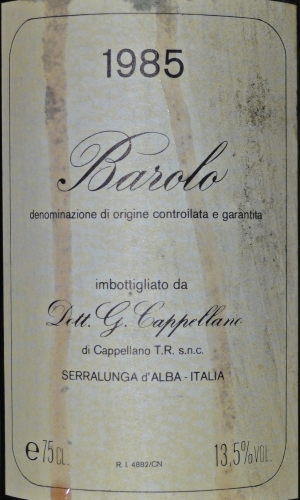 1985
Barolo
denominazione di origine controllata e garantita
imbottigliato da
Dott. G. Cappellano
di Cappellano T.R. s.n.c.
SERRALUNGA d'ALBA - ITALIA
e 75 CL. 13,5% VOL.
R. I. 4882/CN